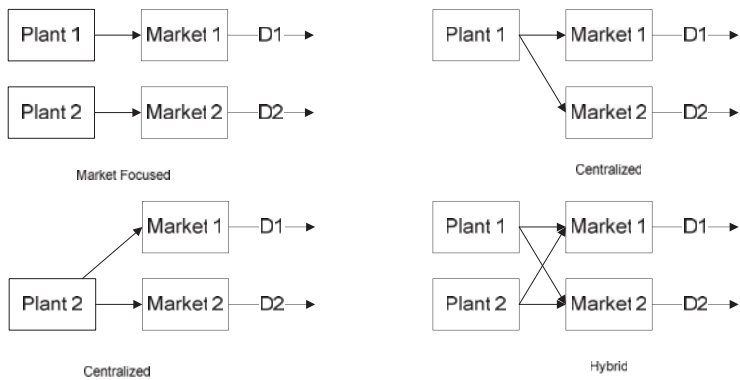 Plant 1 Market 1 D1
Plant 2 Market 2 D2
Market Focused
Plant 1 Market 1 D1
Market 2 D2
Centralized
Market 1 D1
Plant 2 Market 2 D2
Centralized
Plant 1 Market 1 D1
Plant 2 Market 2 D2
Hybrid